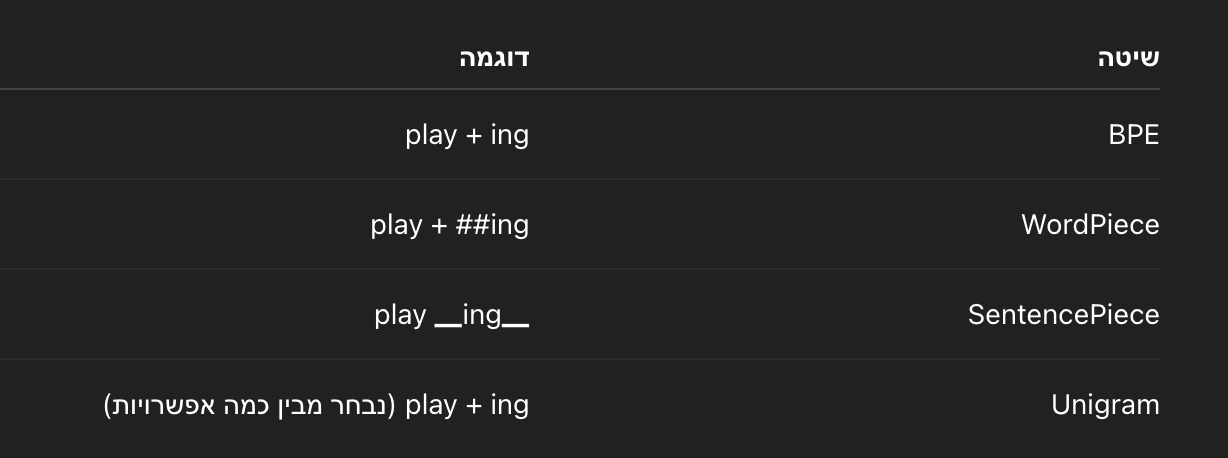 שיטה דוגמה
BPE play + ing
WordPiece play + ##ing
SentencePiece play ▁ing▁
Unigram play + ing (נבחר מבין כמה אפשרויות)